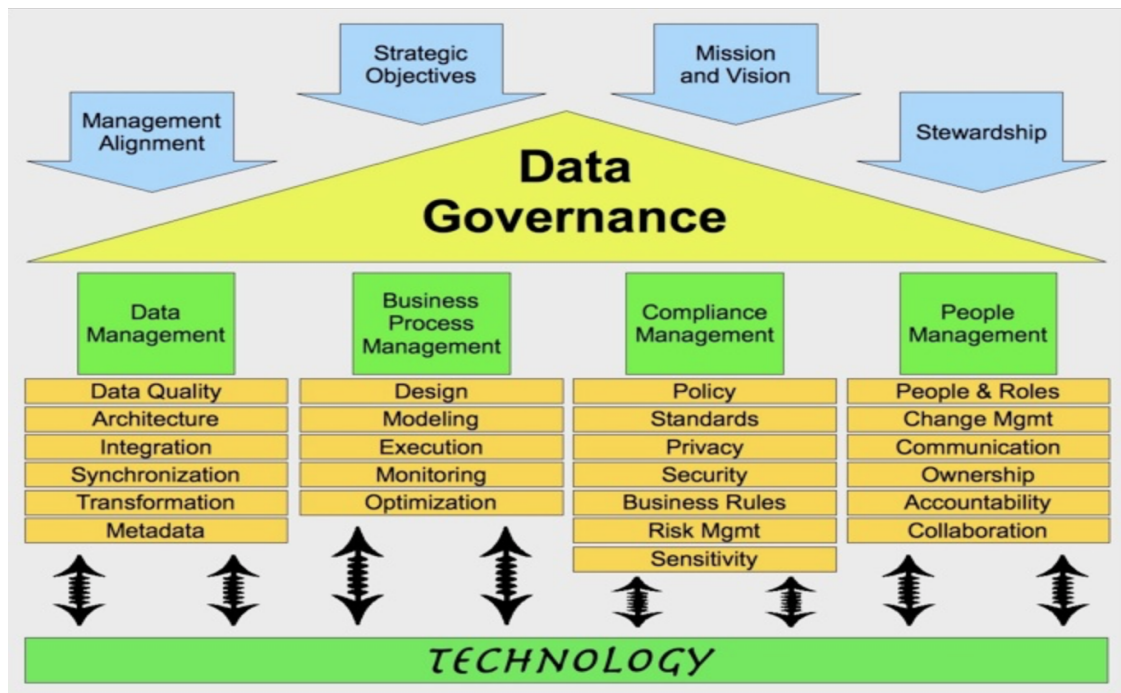 Strategic
Objectives
Mission
and Vision
Management
Alignment
Stewardship
Data
Governance
Data
Management
Business
Process
Management
Compliance
Management
People
Management
Data Quality
Architecture
Integration
Synchronization
Transformation
Metadata
Design
Modeling
Execution
Monitoring
Optimization
Policy
Standards
Privacy
Security
Business Rules
Risk Mgmt
Sensitivity
People & Roles
Change Mgmt
Communication
Ownership
Accountability
Collaboration
TECHNOLOGY